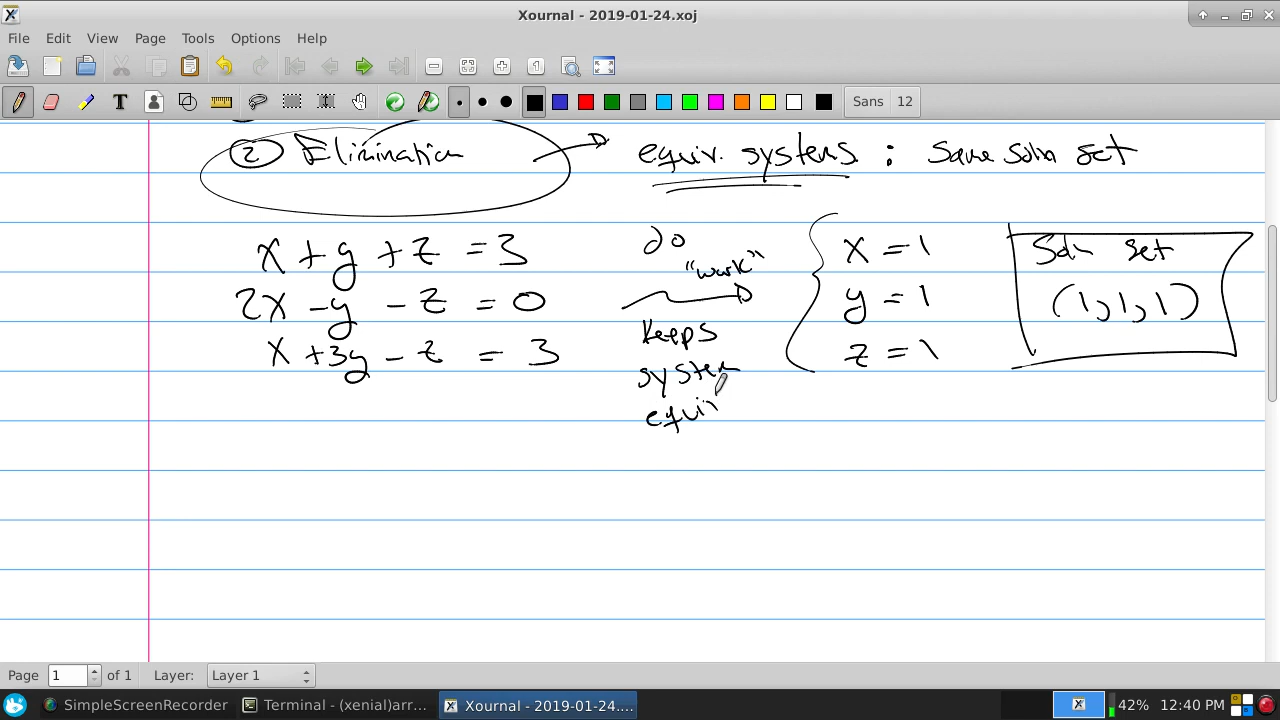 Xournal - 2019-01-24.xoj
File Edit View Page Tools Options Help
Sans 12
② Elimination → equiv. systems : Same Soln set
x + y + z = 3
2x - y - z = 0
x + 3y - z = 3
do
"work"
keeps
system
equiv
x = 1
y = 1
z = 1
Soln set
(1, 1, 1)
Page 1 of 1 Layer: Layer 1
SimpleScreenRecorder Terminal - (xenial)arr... Xournal - 2019-01-24.xo... 42% 12:40 PM